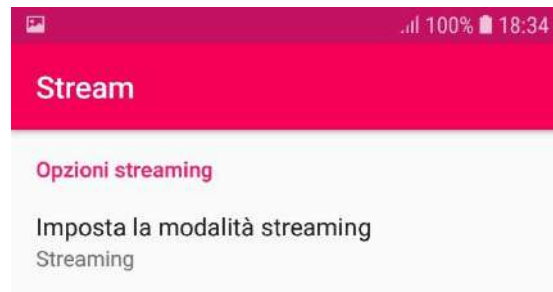 100% 18:34
Stream
Opzioni streaming
Imposta la modalità streaming
Streaming